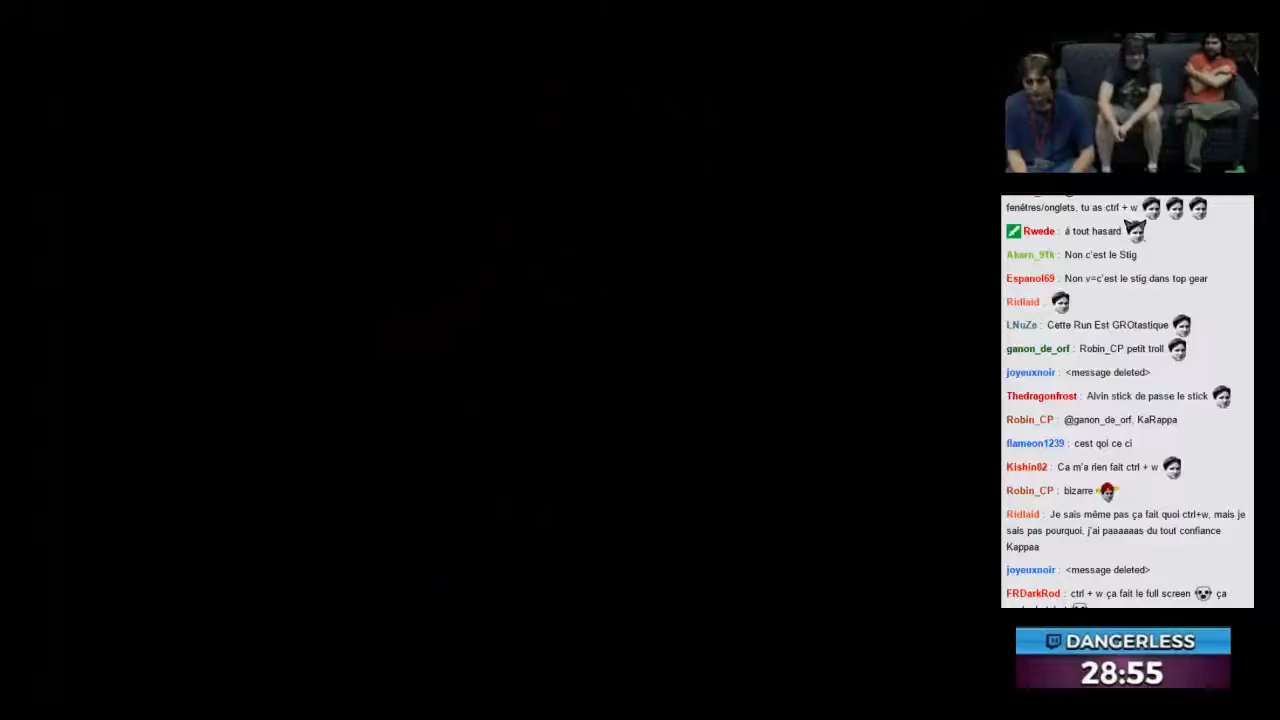 fenêtres/onglets, tu as ctrl + w
Rwede : à tout hasard
Akarn_91k : Non c'est le Stig
Espanol69 : Non v=c'est le stig dans top gear
Ridlaid :
LNuZe : Cette Run Est GROtastique
ganon_de_orf : Robin_CP petit troll
joyeuxnoir : <message deleted>
Thedragonfrost : Alvin stick de passe le stick
Robin_CP : @ganon_de_orf, KaRappa
flameon1239 : cest qoi ce ci
Kishin82 : Ca m'a rien fait ctrl + w
Robin_CP : bizarre
Ridlaid : Je sais même pas ça fait quoi ctrl+w, mais je
sais pas pourquoi, j'ai paaaaaas du tout confiance
Kappaa
joyeuxnoir : <message deleted>
FRDarkRod : ctrl + w ça fait le full screen ça
DANGERLESS
28:55